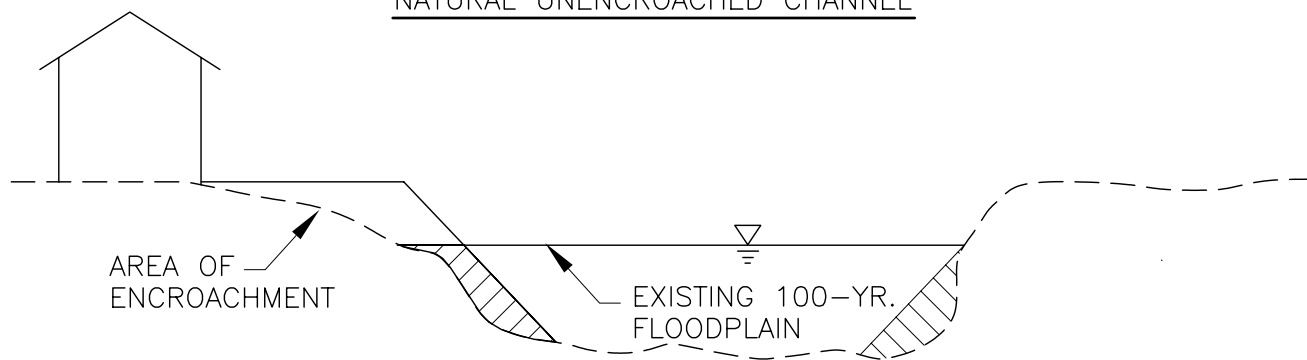 NATURAL UNENCROACHED CHANNEL
AREA OF
ENCROACHMENT
EXISTING 100-YR.
FLOODPLAIN